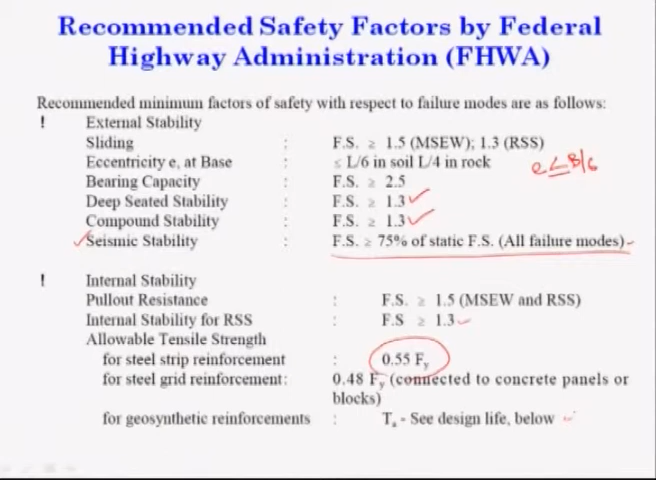 Recommended Safety Factors by Federal
Highway Administration (FHWA)
Recommended minimum factors of safety with respect to failure modes are as follows:
! External Stability
Sliding : F.S. ≥ 1.5 (MSEW); 1.3 (RSS)
Eccentricity e, at Base : ≤ L/6 in soil L/4 in rock e ≤ B/6
Bearing Capacity : F.S. ≥ 2.5
Deep Seated Stability : F.S. ≥ 1.3
Compound Stability : F.S. ≥ 1.3
Seismic Stability : F.S. ≥ 75% of static F.S. (All failure modes)
! Internal Stability
Pullout Resistance : F.S. ≥ 1.5 (MSEW and RSS)
Internal Stability for RSS : F.S ≥ 1.3
Allowable Tensile Strength
for steel strip reinforcement : 0.55 Fy
for steel grid reinforcement: 0.48 Fy (connected to concrete panels or
blocks)
for geosynthetic reinforcements : Ta - See design life, below